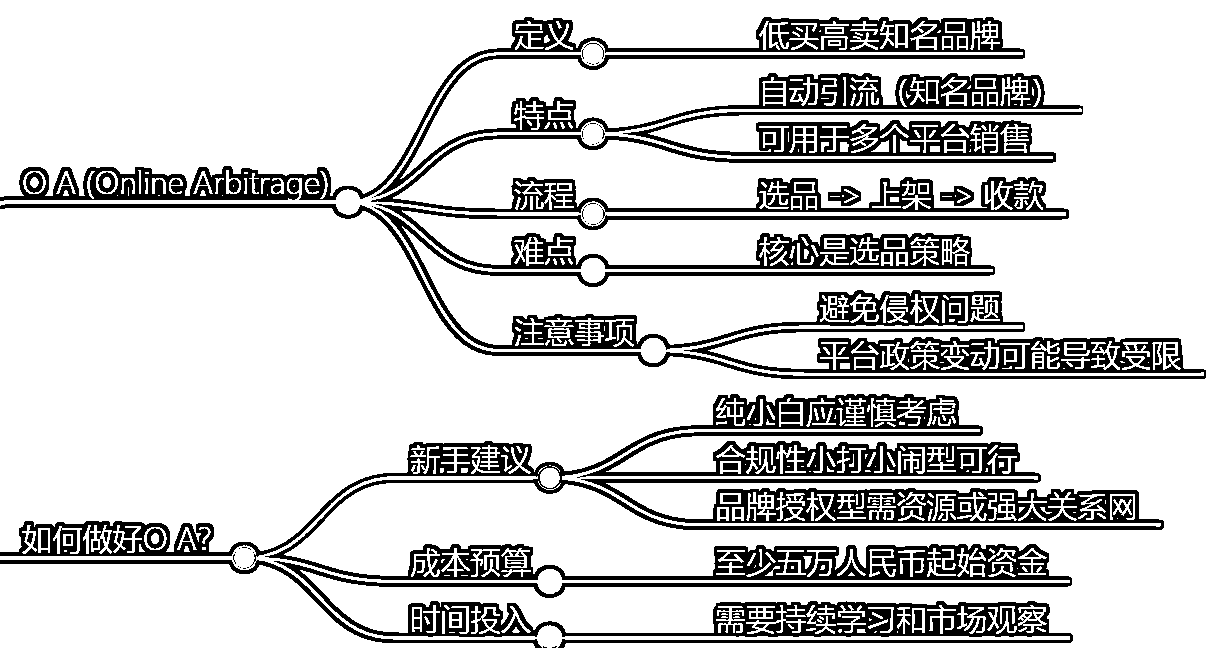 O A (Online Arbitrage)
定义
低买高卖知名品牌
特点
自动引流（知名品牌）
可用于多个平台销售
流程
选品 -> 上架 -> 收款
难点
核心是选品策略
注意事项
避免侵权问题
平台政策变动可能导致受限
如何做好O A？
新手建议
纯小白应谨慎考虑
合规性小打小闹型可行
品牌授权型需资源或强大关系网
成本预算
至少五万人民币起始资金
时间投入
需要持续学习和市场观察